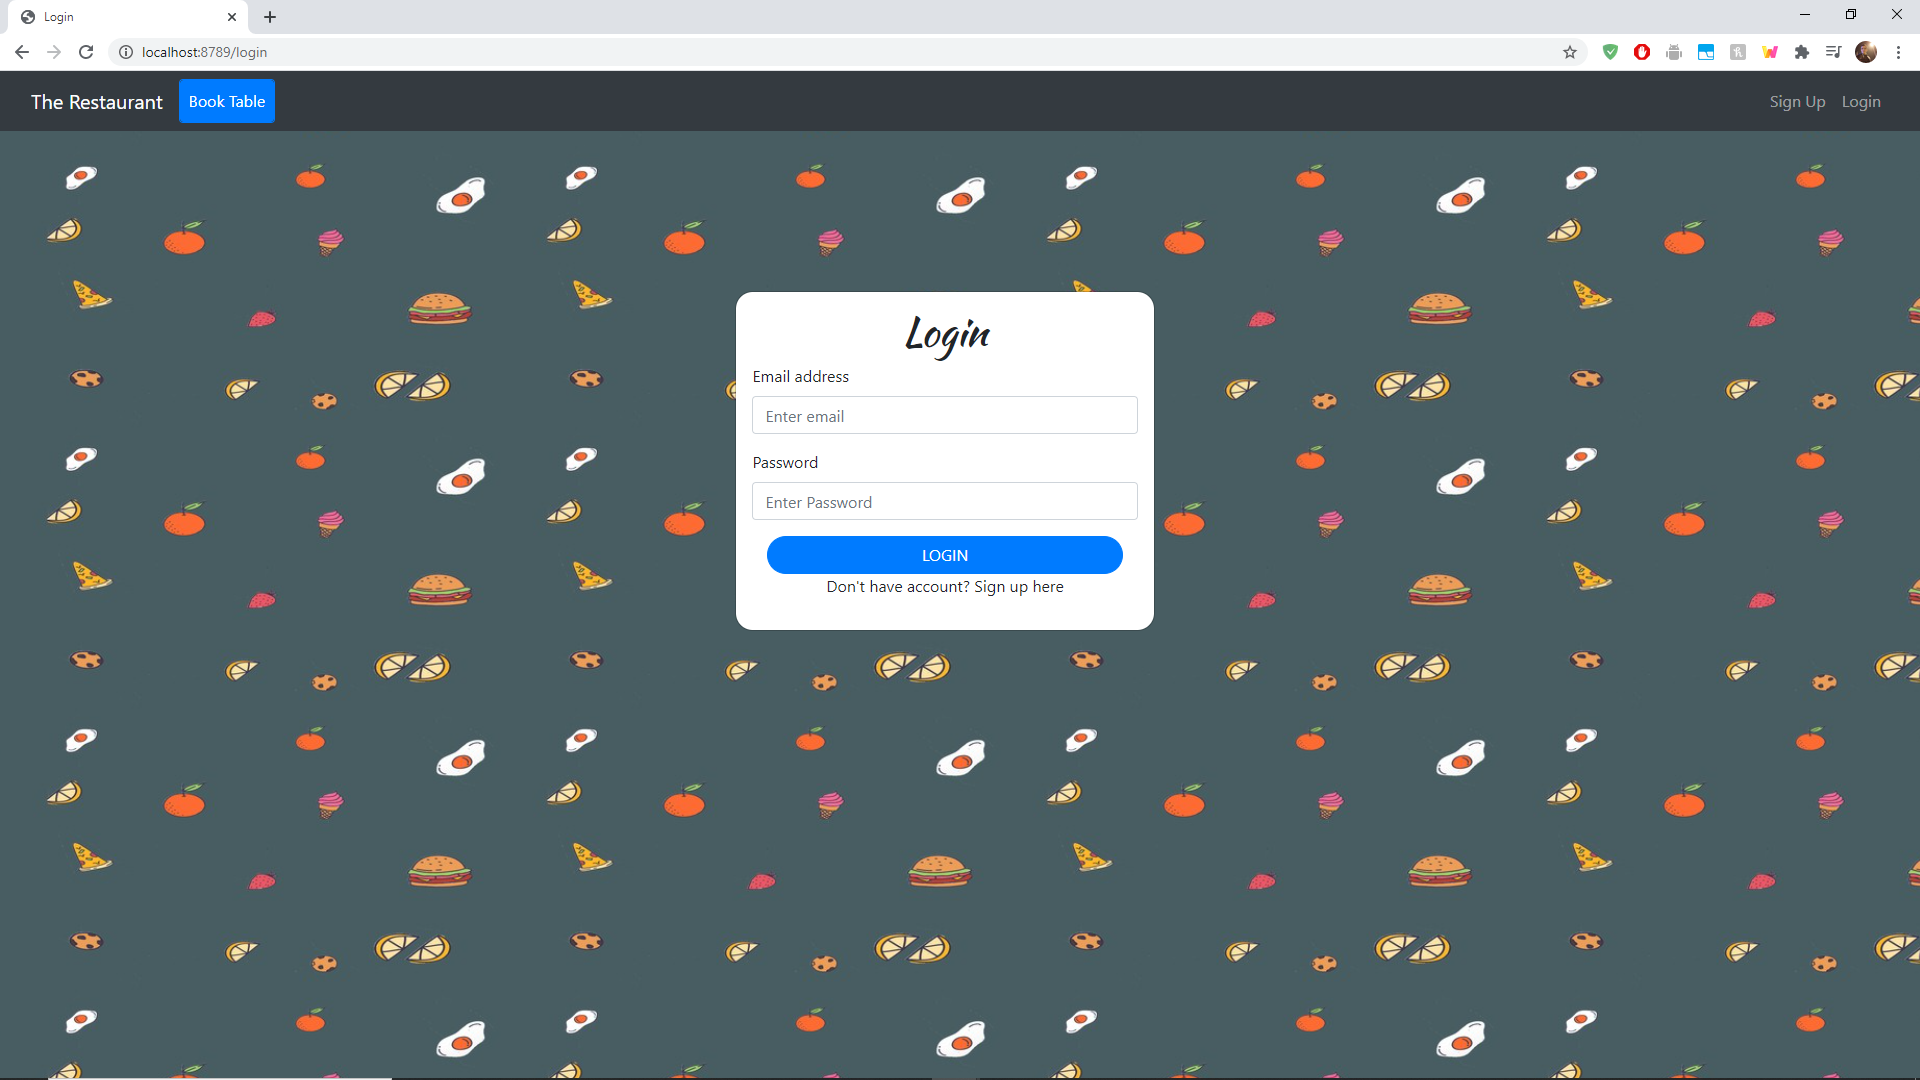 Login
localhost:8789/login
The Restaurant Book Table Sign Up Login
Login
Email address
Enter email
Password
Enter Password
LOGIN
Don't have account? Sign up here